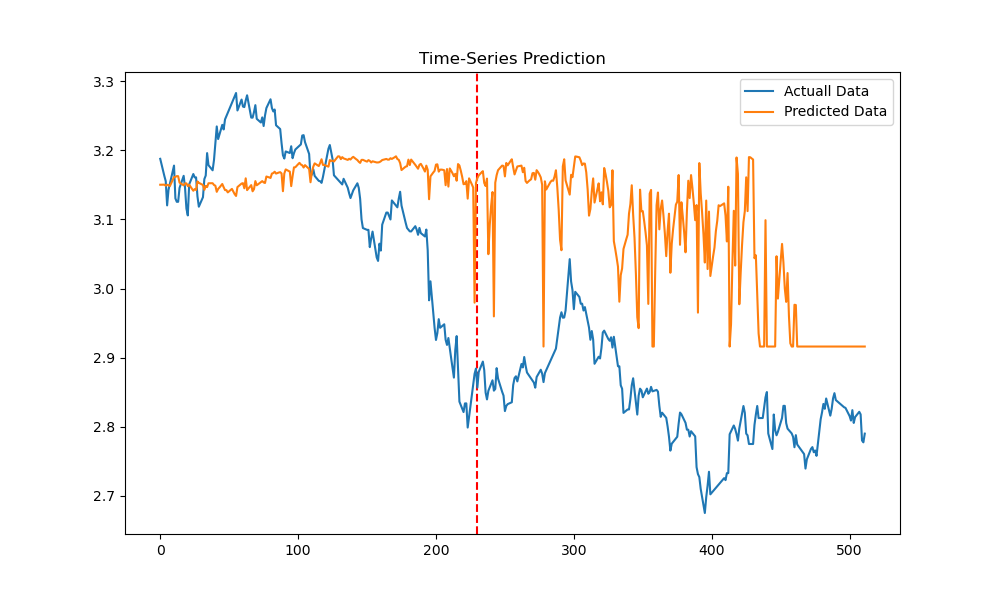 Time-Series Prediction
Actuall Data
Predicted Data
3.3
3.2
3.1
3.0
2.9
2.8
2.7
0 100 200 300 400 500